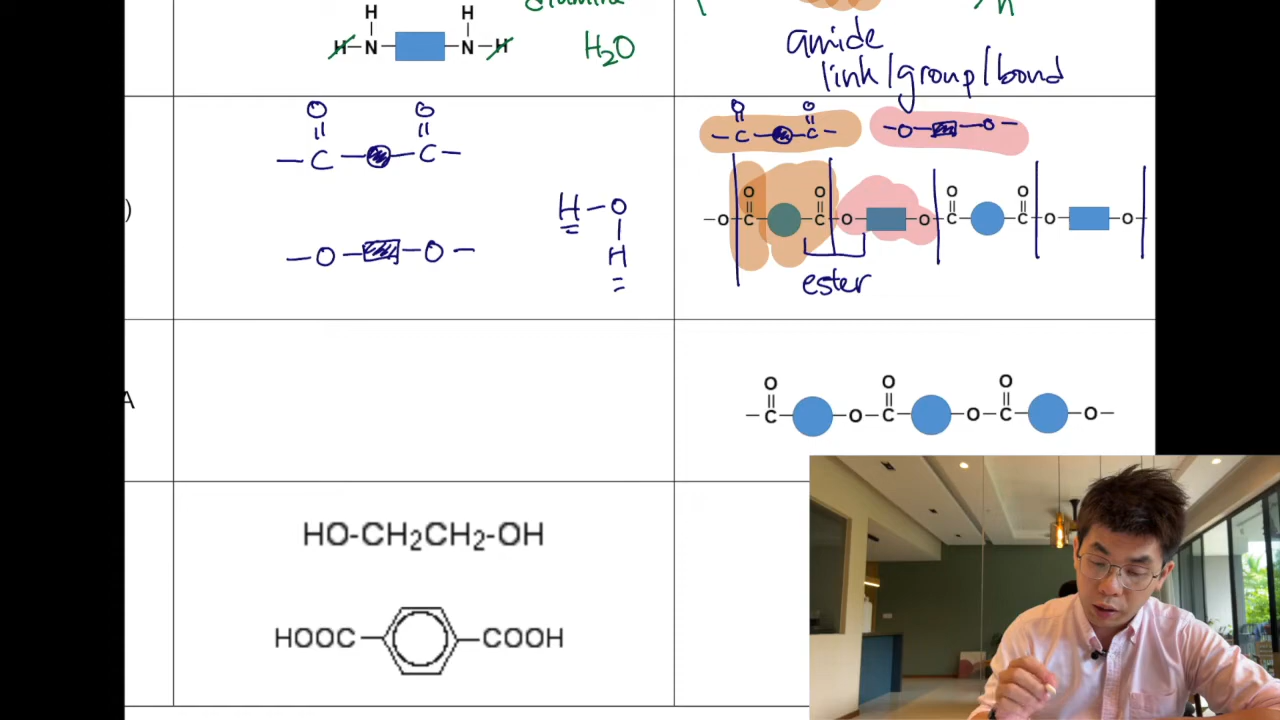 H H
H-N N-H
H₂O
amide
link/group/bond
O O
|| ||
-C C-
O O
|| ||
-C C-
-O O-
)
H-O
H
-O O-
O O O O
|| || || ||
-O-C C-O O-C C-O O-
ester
A
O O O
|| || ||
-C O-C O-C O-
HO-CH₂CH₂-OH
HOOC COOH